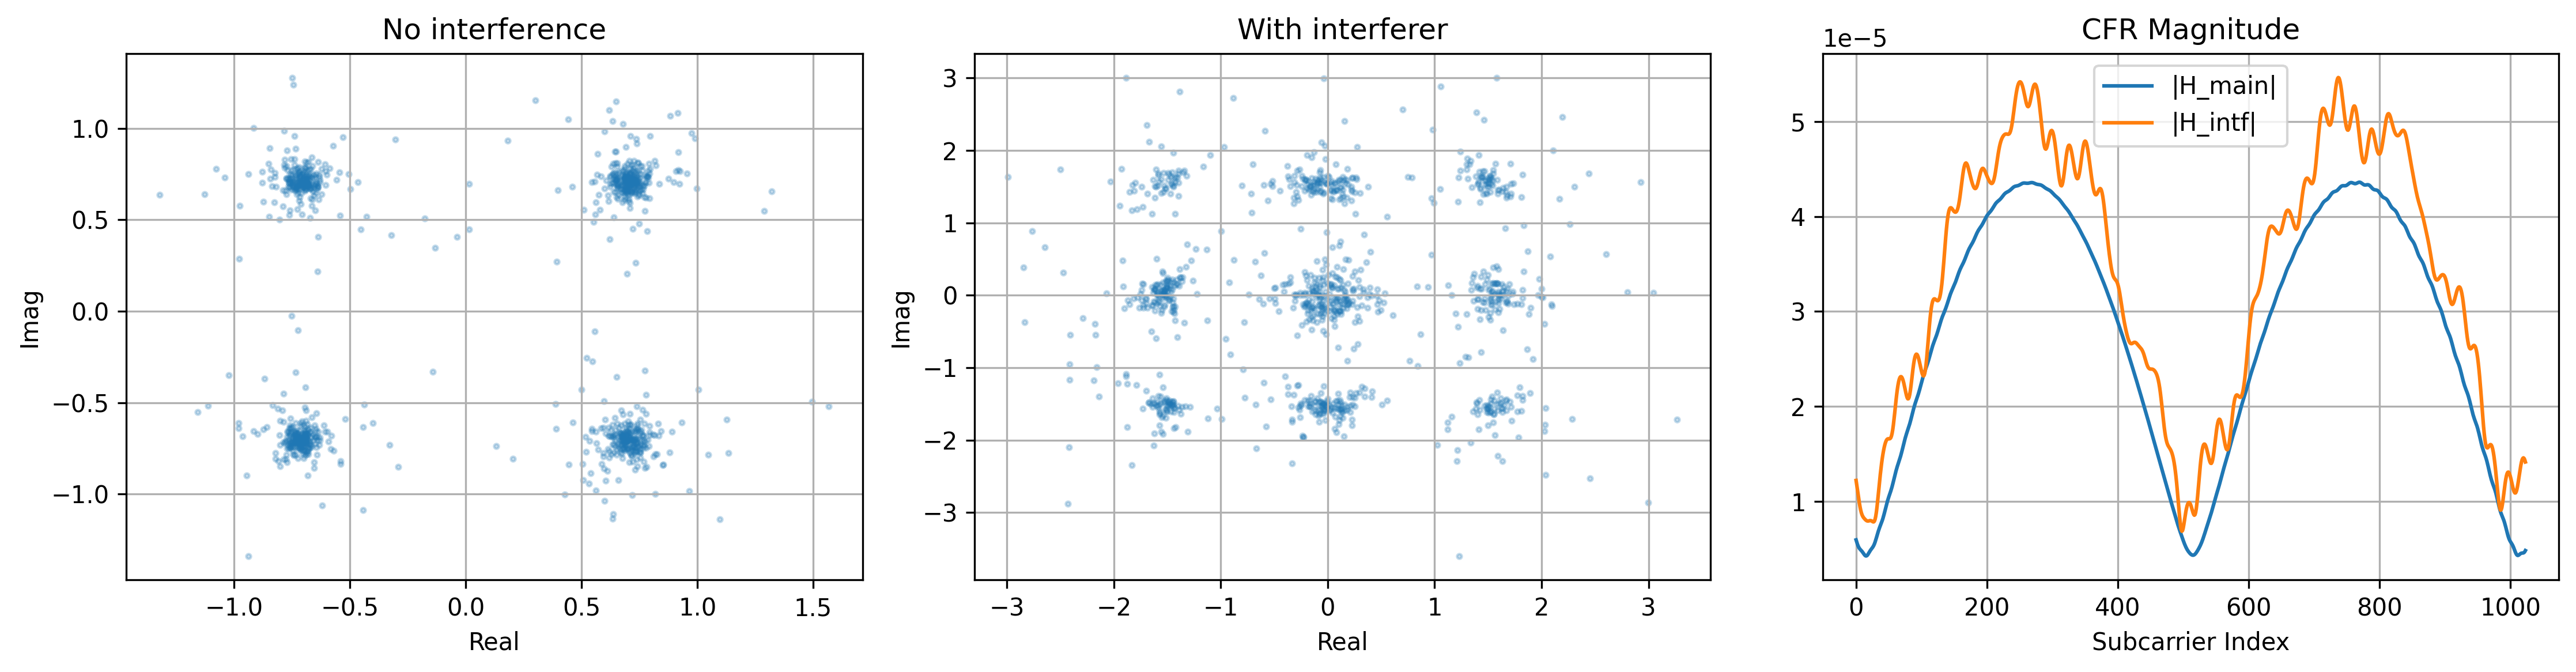 No interference
1.0
0.5
0.0
−0.5
−1.0
Imag
−1.0 −0.5 0.0 0.5 1.0 1.5
Real
With interferer
3
2
1
0
−1
−2
−3
Imag
−3 −2 −1 0 1 2 3
Real
CFR Magnitude
1e−5
|H_main|
|H_intf|
5
4
3
2
1
0 200 400 600 800 1000
Subcarrier Index